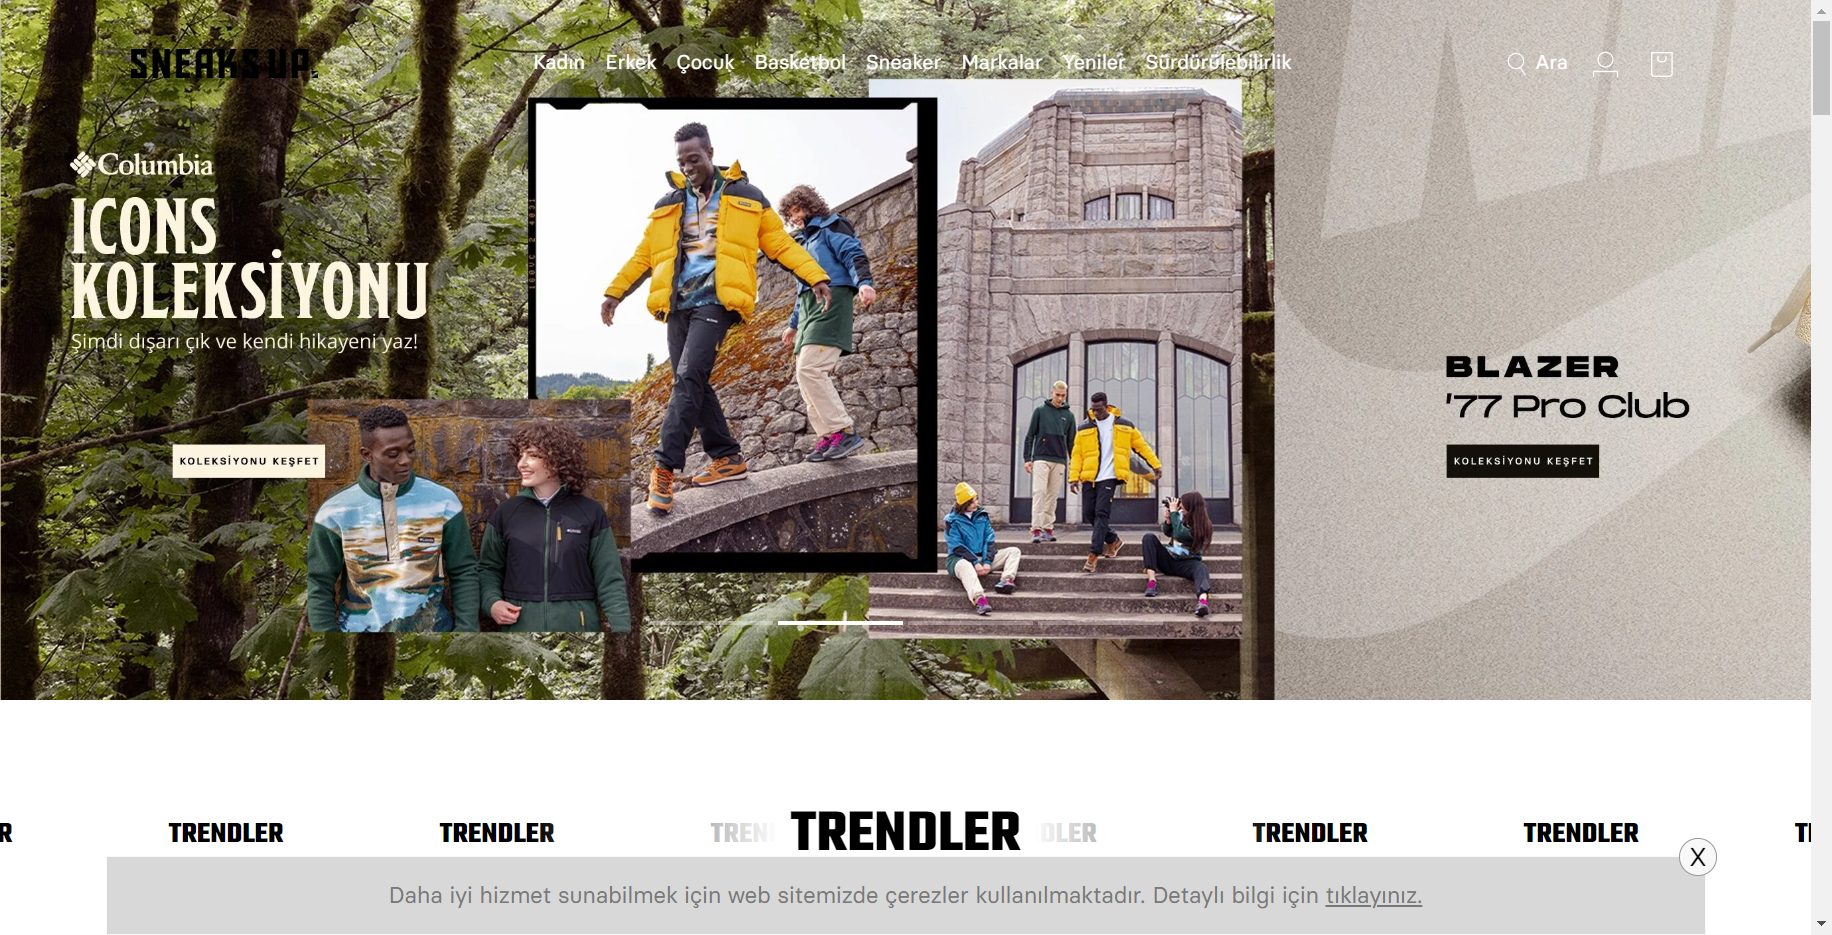 SNEAKS UP
Kadın Erkek Çocuk Basketbol Sneaker Markalar Yeniler Sürdürülebilirlik
Ara
Columbia
ICONS
KOLEKSİYONU
Şimdi dışarı çık ve kendi hikayeni yaz!
KOLEKSİYONU KEŞFET
BLAZER
'77 Pro Club
KOLEKSİYONU KEŞFET
TRENDLER TRENDLER TRENDLER TRENDLER TRENDLER
X
Daha iyi hizmet sunabilmek için web sitemizde çerezler kullanılmaktadır. Detaylı bilgi için tıklayınız.